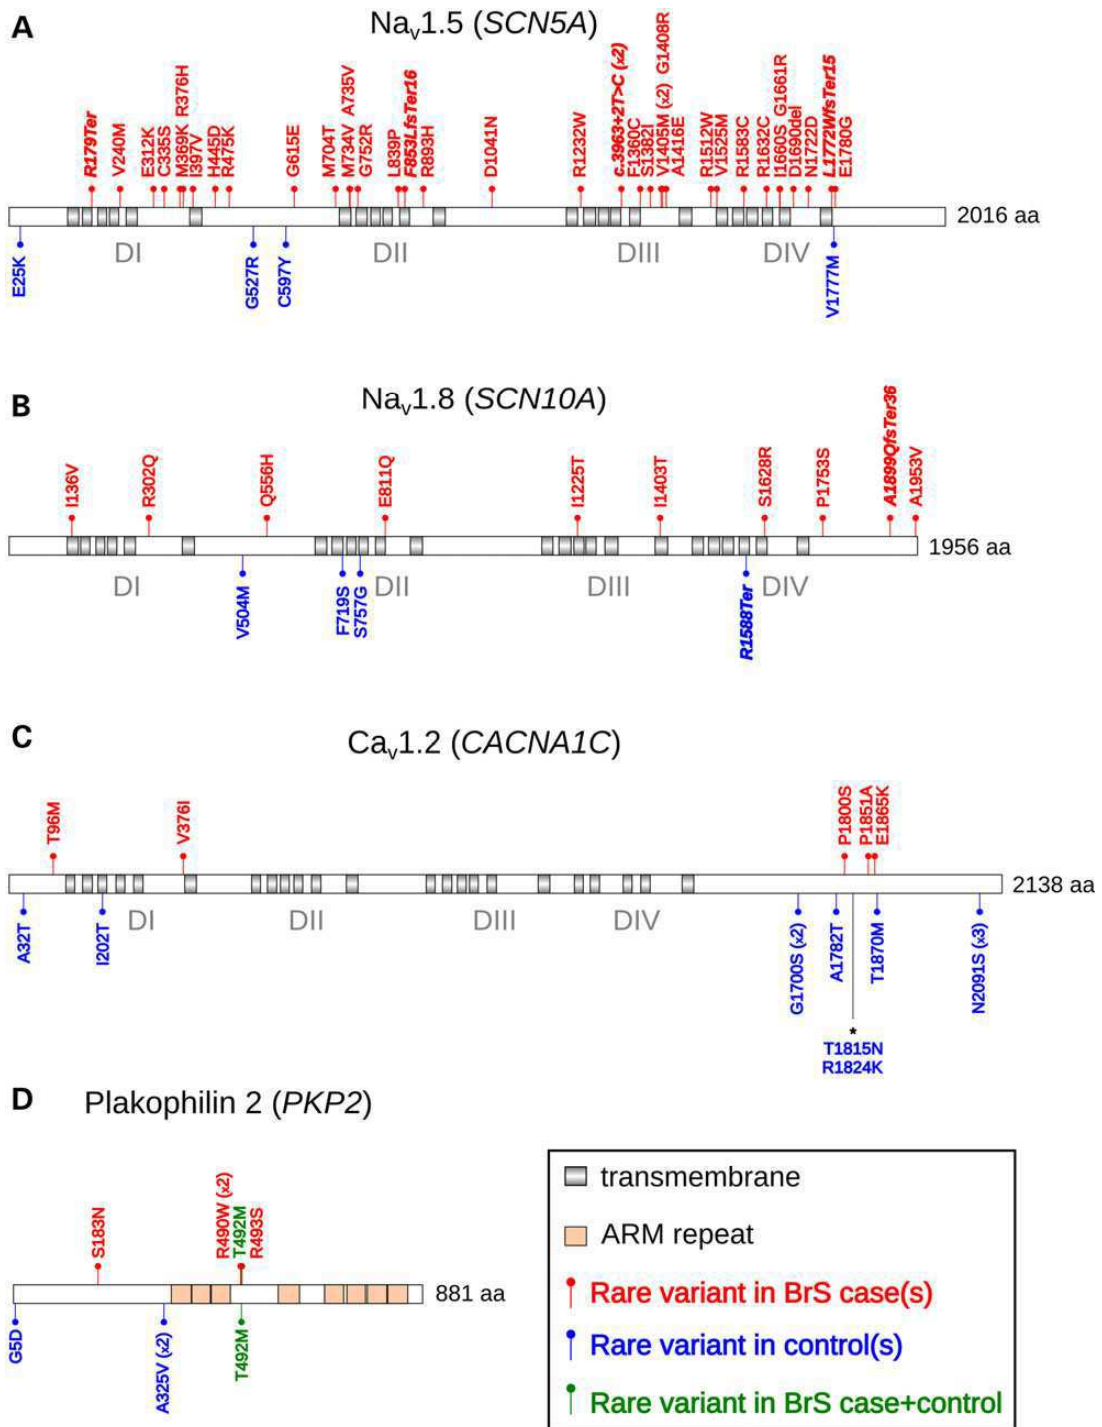 A
Nav1.5 (SCN5A)
R179Ter
V240M
E312K
C335S
M369K R376H
I397V
H445D
R475K
G615E
M704T
M734V A735V
G752R
L839P
F853LfsTer16
R893H
D1041N
R1232W
c.3963+2T>C (x2)
F1360C
S1382I
V1405M (x2) G1408R
A1416E
R1512W
V1525M
R1583C
R1632C
I1660S G1661R
D1690del
N1722D
L1772WfsTer15
E1780G
2016 aa
DI
DII
DIII
DIV
E25K
G527R
C597Y
V1777M
B
Nav1.8 (SCN10A)
I136V
R302Q
Q556H
E811Q
I1225T
I1403T
S1628R
P1753S
A1899QfsTer36
A1953V
1956 aa
DI
DII
DIII
DIV
V504M
F719S
S757G
R1588Ter
C
Cav1.2 (CACNA1C)
T96M
V376I
P1800S
P1851A
E1865K
2138 aa
DI
DII
DIII
DIV
A32T
I202T
G1700S (x2)
A1782T
T1870M
N2091S (x3)
*
T1815N
R1824K
D
Plakophilin 2 (PKP2)
S183N
R490W (x2)
T492M
R493S
881 aa
G5D
A325V (x2)
T492M
transmembrane
ARM repeat
Rare variant in BrS case(s)
Rare variant in control(s)
Rare variant in BrS case+control